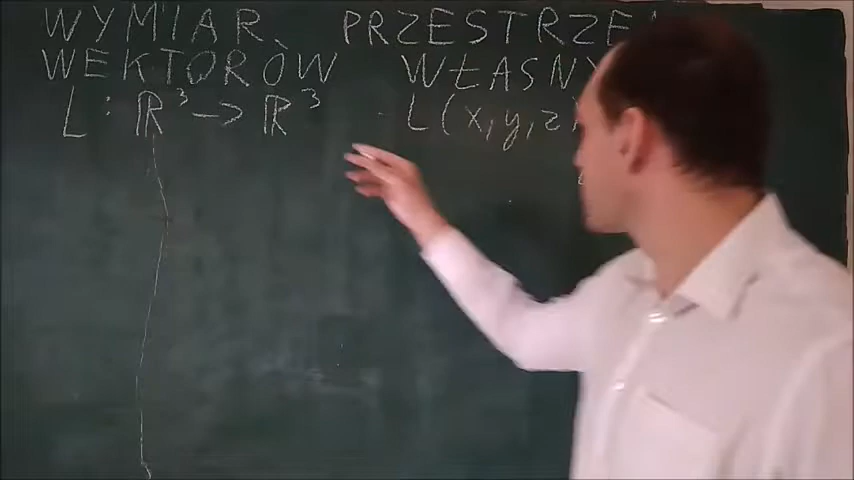 WYMIAR PRZESTRZE
WEKTORÓW WŁASNY
L: ℝ³ → ℝ³ L(x,y,z